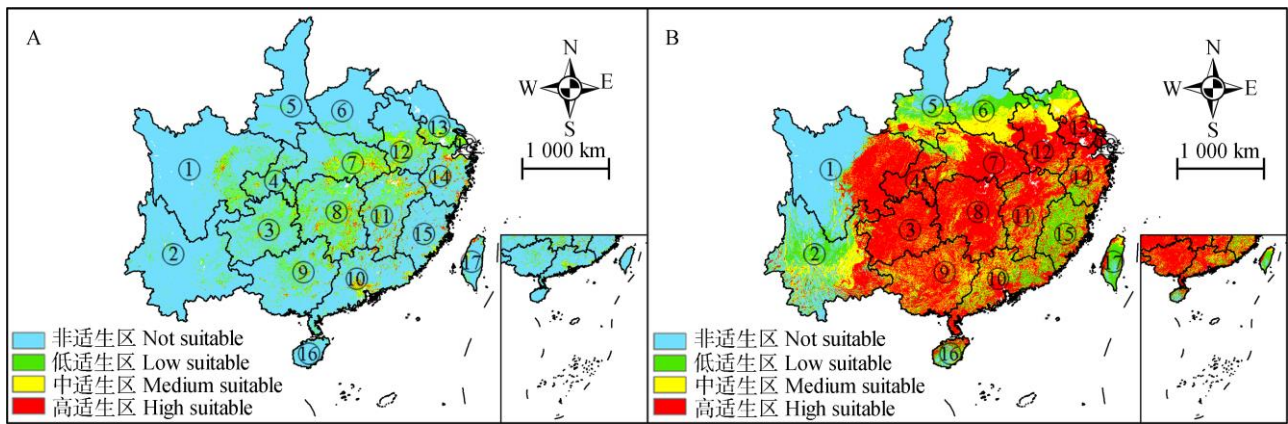 A
N
W
E
S
1 000 km
⑤
⑥
⑬
⑫
①
⑦
④
⑭
⑧
⑪
③
⑮
②
⑰
⑨
⑩
⑯
非适生区 Not suitable
低适生区 Low suitable
中适生区 Medium suitable
高适生区 High suitable
B
N
W
E
S
1 000 km
⑤
⑥
⑬
⑫
①
⑦
④
⑭
⑧
⑪
③
⑮
②
⑰
⑨
⑩
⑯
非适生区 Not suitable
低适生区 Low suitable
中适生区 Medium suitable
高适生区 High suitable